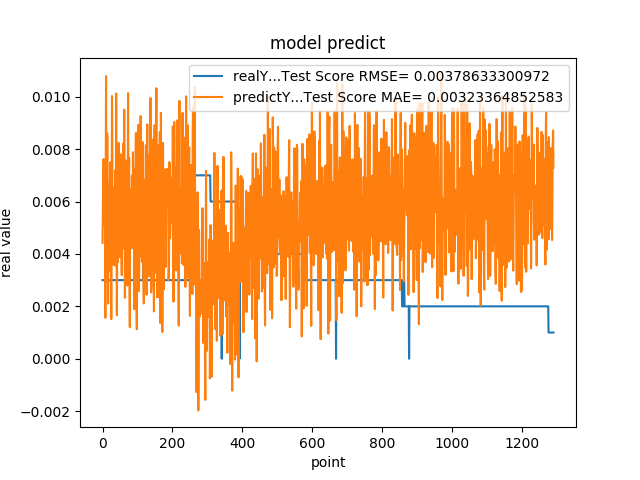 model predict
realY...Test Score RMSE= 0.00378633300972
predictY...Test Score MAE= 0.00323364852583
real value
0.010
0.008
0.006
0.004
0.002
0.000
−0.002
0 200 400 600 800 1000 1200
point